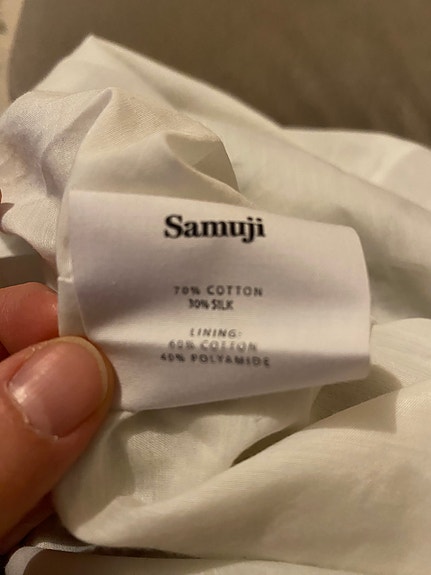 Samuji
70% COTTON
30% SILK
LINING:
60% COTTON
40% POLYAMIDE